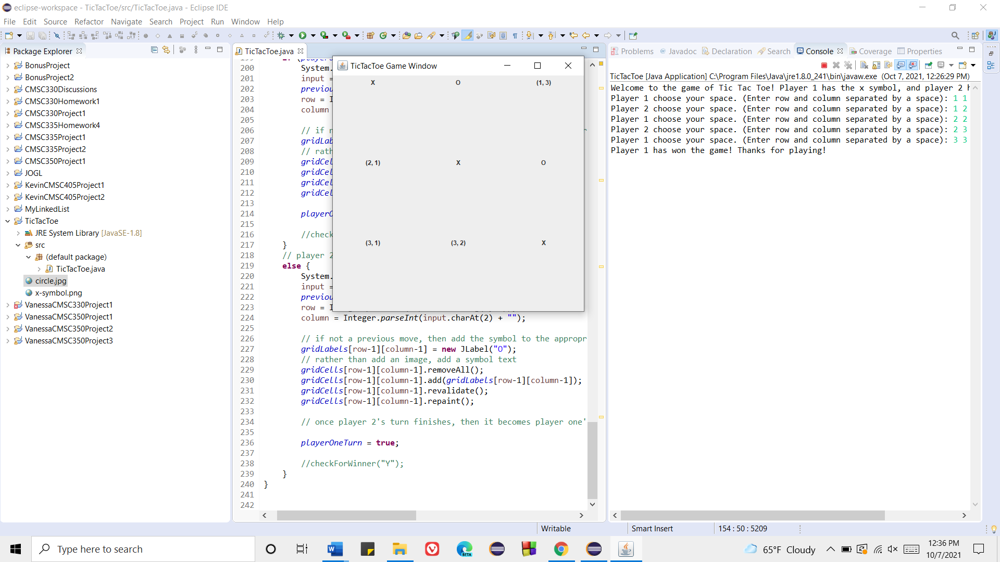 eclipse-workspace - TicTacToe/src/TicTacToe.java - Eclipse IDE
File Edit Source Refactor Navigate Search Project Run Window Help
Package Explorer
BonusProject
BonusProject2
CMSC330Discussions
CMSC330Homework1
CMSC330Project1
CMSC335Homework4
CMSC335Project1
CMSC335Project2
CMSC350Project1
JOGL
KevinCMSC405Project1
KevinCMSC405Project2
MyLinkedList
TicTacToe
JRE System Library [JavaSE-1.8]
src
(default package)
TicTacToe.java
circle.jpg
x-symbol.png
VanessaCMSC330Project1
VanessaCMSC350Project1
VanessaCMSC350Project2
VanessaCMSC350Project3
TicTacToe.java
200 System.
201 input =
202 previou
203 row = I
204 column
205
206 // if n
207 gridLab
208 // rath
209 gridCel
210 gridCel
211 gridCel
212 gridCel
213
214 playerO
215
216 //check
217 }
218 // player 2
219 else {
220 System.
221 input =
222 previou
223 row = I
224 column = Integer.parseInt(input.charAt(2) + "");
225
226 // if not a previous move, then add the symbol to the appropr
227 gridLabels[row-1][column-1] = new JLabel("O");
228 // rather than add an image, add a symbol text
229 gridCells[row-1][column-1].removeAll();
230 gridCells[row-1][column-1].add(gridLabels[row-1][column-1]);
231 gridCells[row-1][column-1].revalidate();
232 gridCells[row-1][column-1].repaint();
233
234 // once player 2's turn finishes, then it becomes player one'
235
236 playerOneTurn = true;
237
238 //checkForWinner("Y");
239 }
240 }
241
242
TicTacToe Game Window
X O (1, 3)
(2, 1) X O
(3, 1) (3, 2) X
Problems Javadoc Declaration Search Console Coverage Properties
TicTacToe [Java Application] C:\Program Files\Java\jre1.8.0_241\bin\javaw.exe (Oct 7, 2021, 12:26:29 PM)
Welcome to the game of Tic Tac Toe! Player 1 has the x symbol, and player 2 h
Player 1 choose your space. (Enter row and column separated by a space): 1 1
Player 2 choose your space. (Enter row and column separated by a space): 1 2
Player 1 choose your space. (Enter row and column separated by a space): 2 2
Player 2 choose your space. (Enter row and column separated by a space): 2 3
Player 1 choose your space. (Enter row and column separated by a space): 3 3
Player 1 has won the game! Thanks for playing!
Writable Smart Insert 154 : 50 : 5209
Type here to search
BETA
65°F Cloudy
12:36 PM
10/7/2021